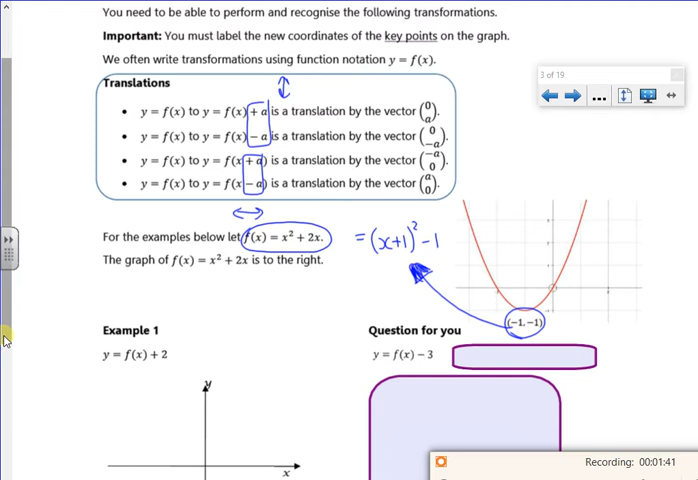 You need to be able to perform and recognise the following transformations.
Important: You must label the new coordinates of the key points on the graph.
We often write transformations using function notation y = f(x).
3 of 19
Translations
• y = f(x) to y = f(x) + a is a translation by the vector (0 a).
• y = f(x) to y = f(x) − a is a translation by the vector (0 −a).
• y = f(x) to y = f(x + a) is a translation by the vector (−a 0).
• y = f(x) to y = f(x − a) is a translation by the vector (a 0).
For the examples below let f(x) = x² + 2x.
= (x+1)² − 1
The graph of f(x) = x² + 2x is to the right.
(−1, −1)
Example 1
Question for you
y = f(x) + 2
y = f(x) − 3
y
x
Recording: 00:01:41